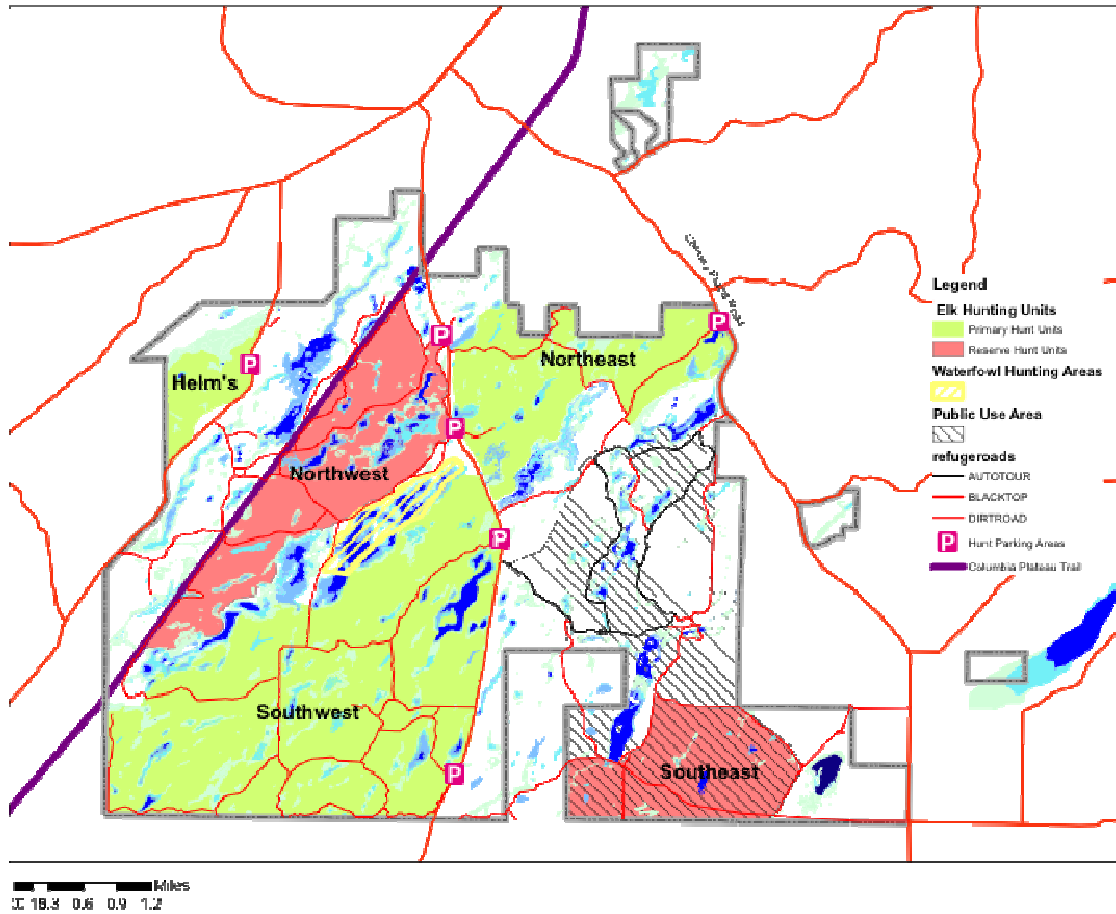 Legend
Elk Hunting Units
Primary Hunt Units
Reserve Hunt Units
Waterfowl Hunting Areas
Public Use Area
refugeroads
AUTOTOUR
BLACKTOP
DIRTROAD
P Hunt Parking Areas
Columbia Plateau Trail
P
P
Northeast
P
Helm's
P
Northwest
P
Southwest
P
Southeast
Road
Miles
0.6 0.9 1.2